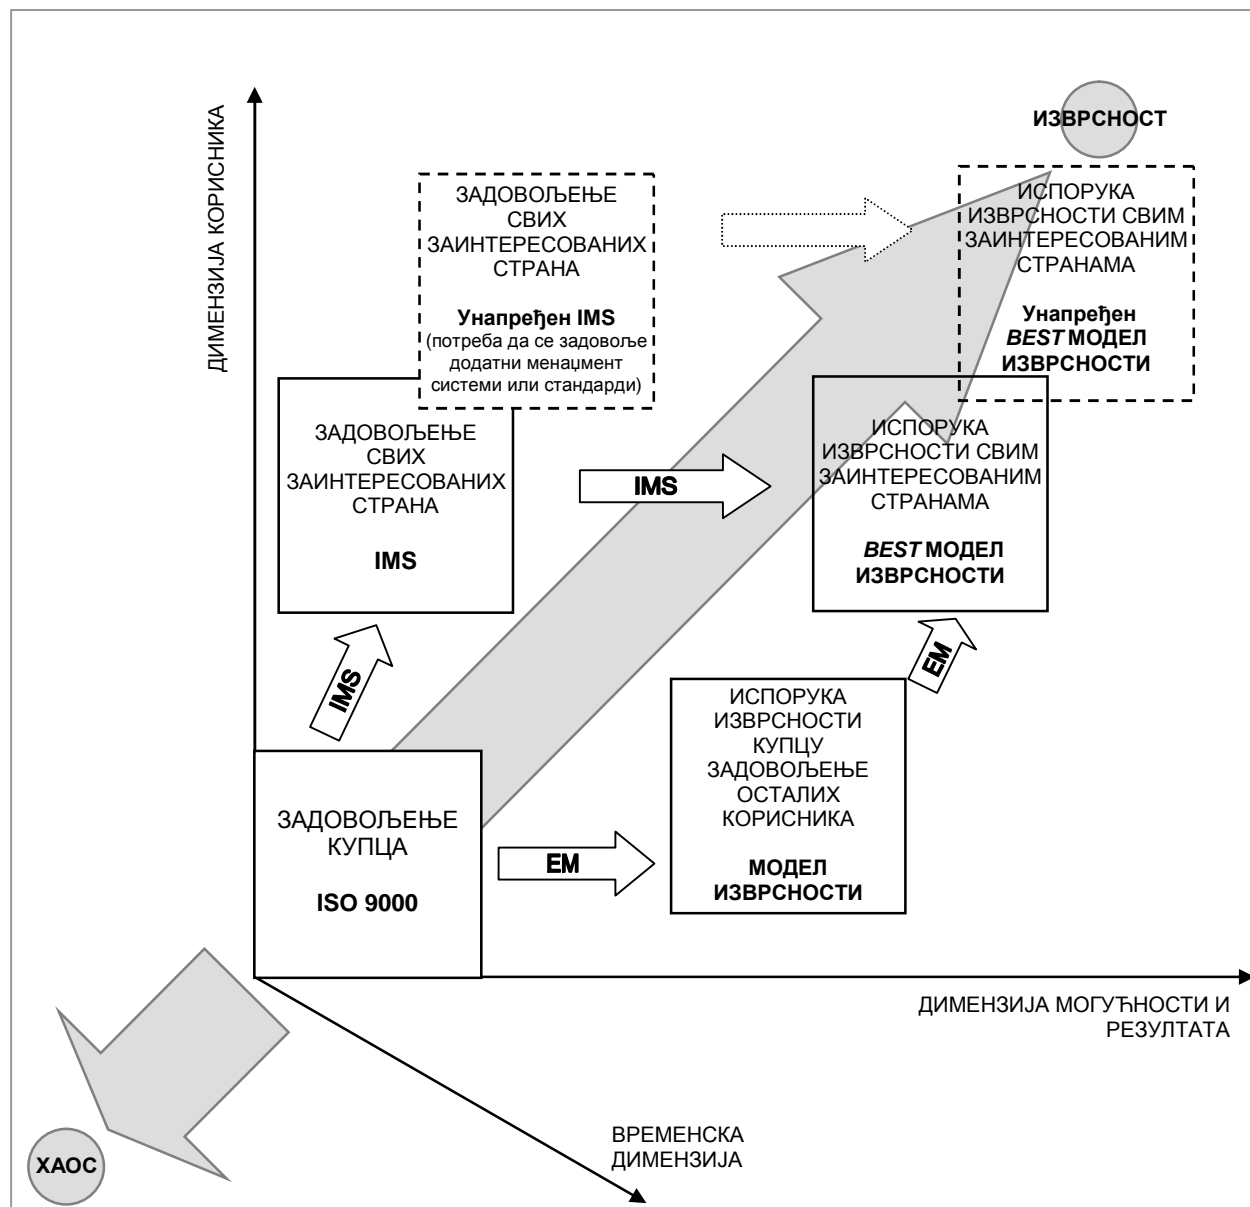 ИЗВРСНОСТ
ДИМЕНЗИЈА КОРИСНИКА
ЗАДОВОЉЕЊЕ
СВИХ
ЗАИНТЕРЕСОВАНИХ
СТРАНА
Унапређен IMS
(потреба да се задовоље
додатни менаџмент
системи или стандарди)
ИСПОРУКА
ИЗВРСНОСТИ СВИМ
ЗАИНТЕРЕСОВАНИМ
СТРАНАМА
Унапређен
BEST МОДЕЛ
ИЗВРСНОСТИ
ЗАДОВОЉЕЊЕ
СВИХ
ЗАИНТЕРЕСОВАНИХ
СТРАНА
IMS
IMS
ИСПОРУКА
ИЗВРСНОСТИ СВИМ
ЗАИНТЕРЕСОВАНИМ
СТРАНАМА
BEST МОДЕЛ
ИЗВРСНОСТИ
IMS
EM
ИСПОРУКА
ИЗВРСНОСТИ
КУПЦУ
ЗАДОВОЉЕЊЕ
ОСТАЛИХ
КОРИСНИКА
МОДЕЛ
ИЗВРСНОСТИ
ЗАДОВОЉЕЊЕ
КУПЦА
ISO 9000
EM
ДИМЕНЗИЈА МОГУЋНОСТИ И
РЕЗУЛТАТА
ВРЕМЕНСКА
ДИМЕНЗИЈА
ХАОС